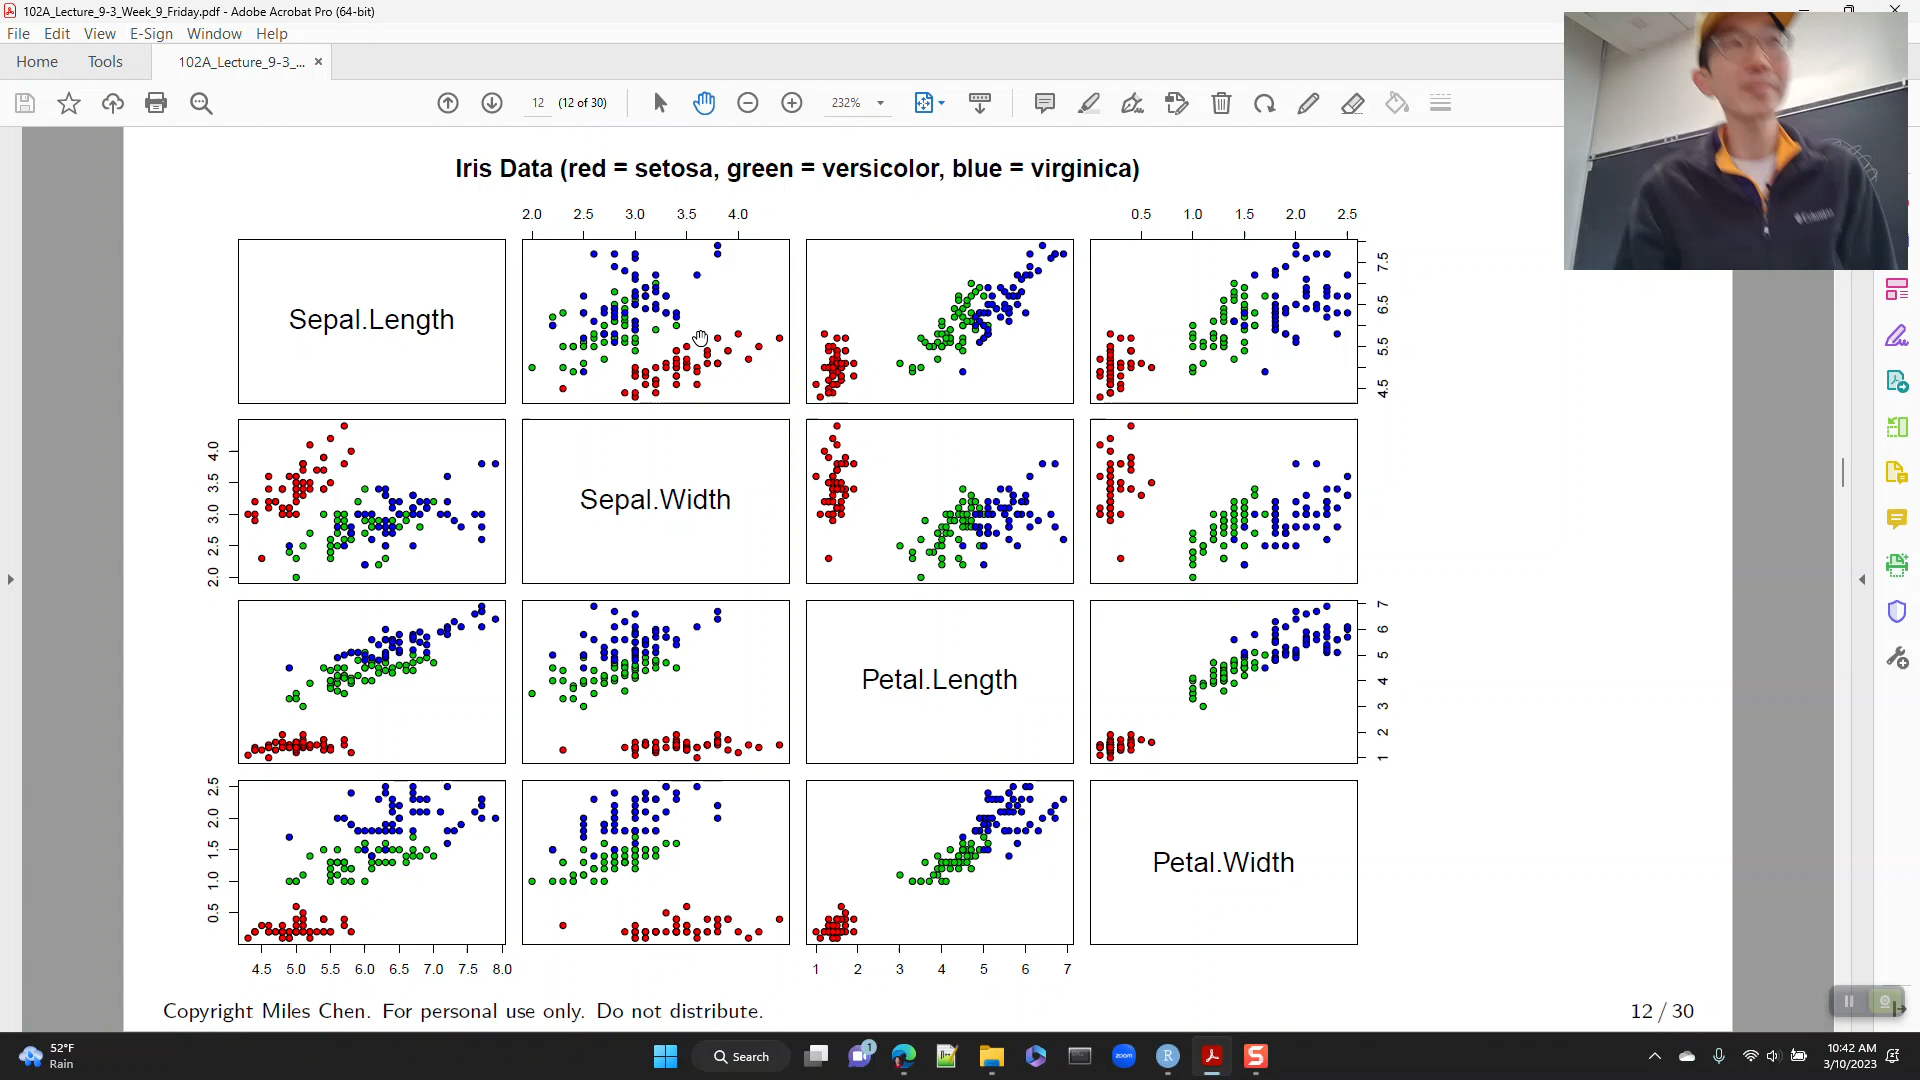 102A_Lecture_9-3_Week_9_Friday.pdf - Adobe Acrobat Pro (64-bit)
File Edit View E-Sign Window Help
Home Tools 102A_Lecture_9-3_...
12 (12 of 30) 232%
Iris Data (red = setosa, green = versicolor, blue = virginica)
2.0 2.5 3.0 3.5 4.0 0.5 1.0 1.5 2.0 2.5
Sepal.Length
4.5 5.5 6.5 7.5
Columbia
2.0 2.5 3.0 3.5 4.0
Sepal.Width
Petal.Length
1 2 3 4 5 6 7
0.5 1.0 1.5 2.0 2.5
Petal.Width
4.5 5.0 5.5 6.0 6.5 7.0 7.5 8.0 1 2 3 4 5 6 7
Copyright Miles Chen. For personal use only. Do not distribute.
12 / 30
52°F
Rain
Search
1
zoom
R
S
10:42 AM
3/10/2023